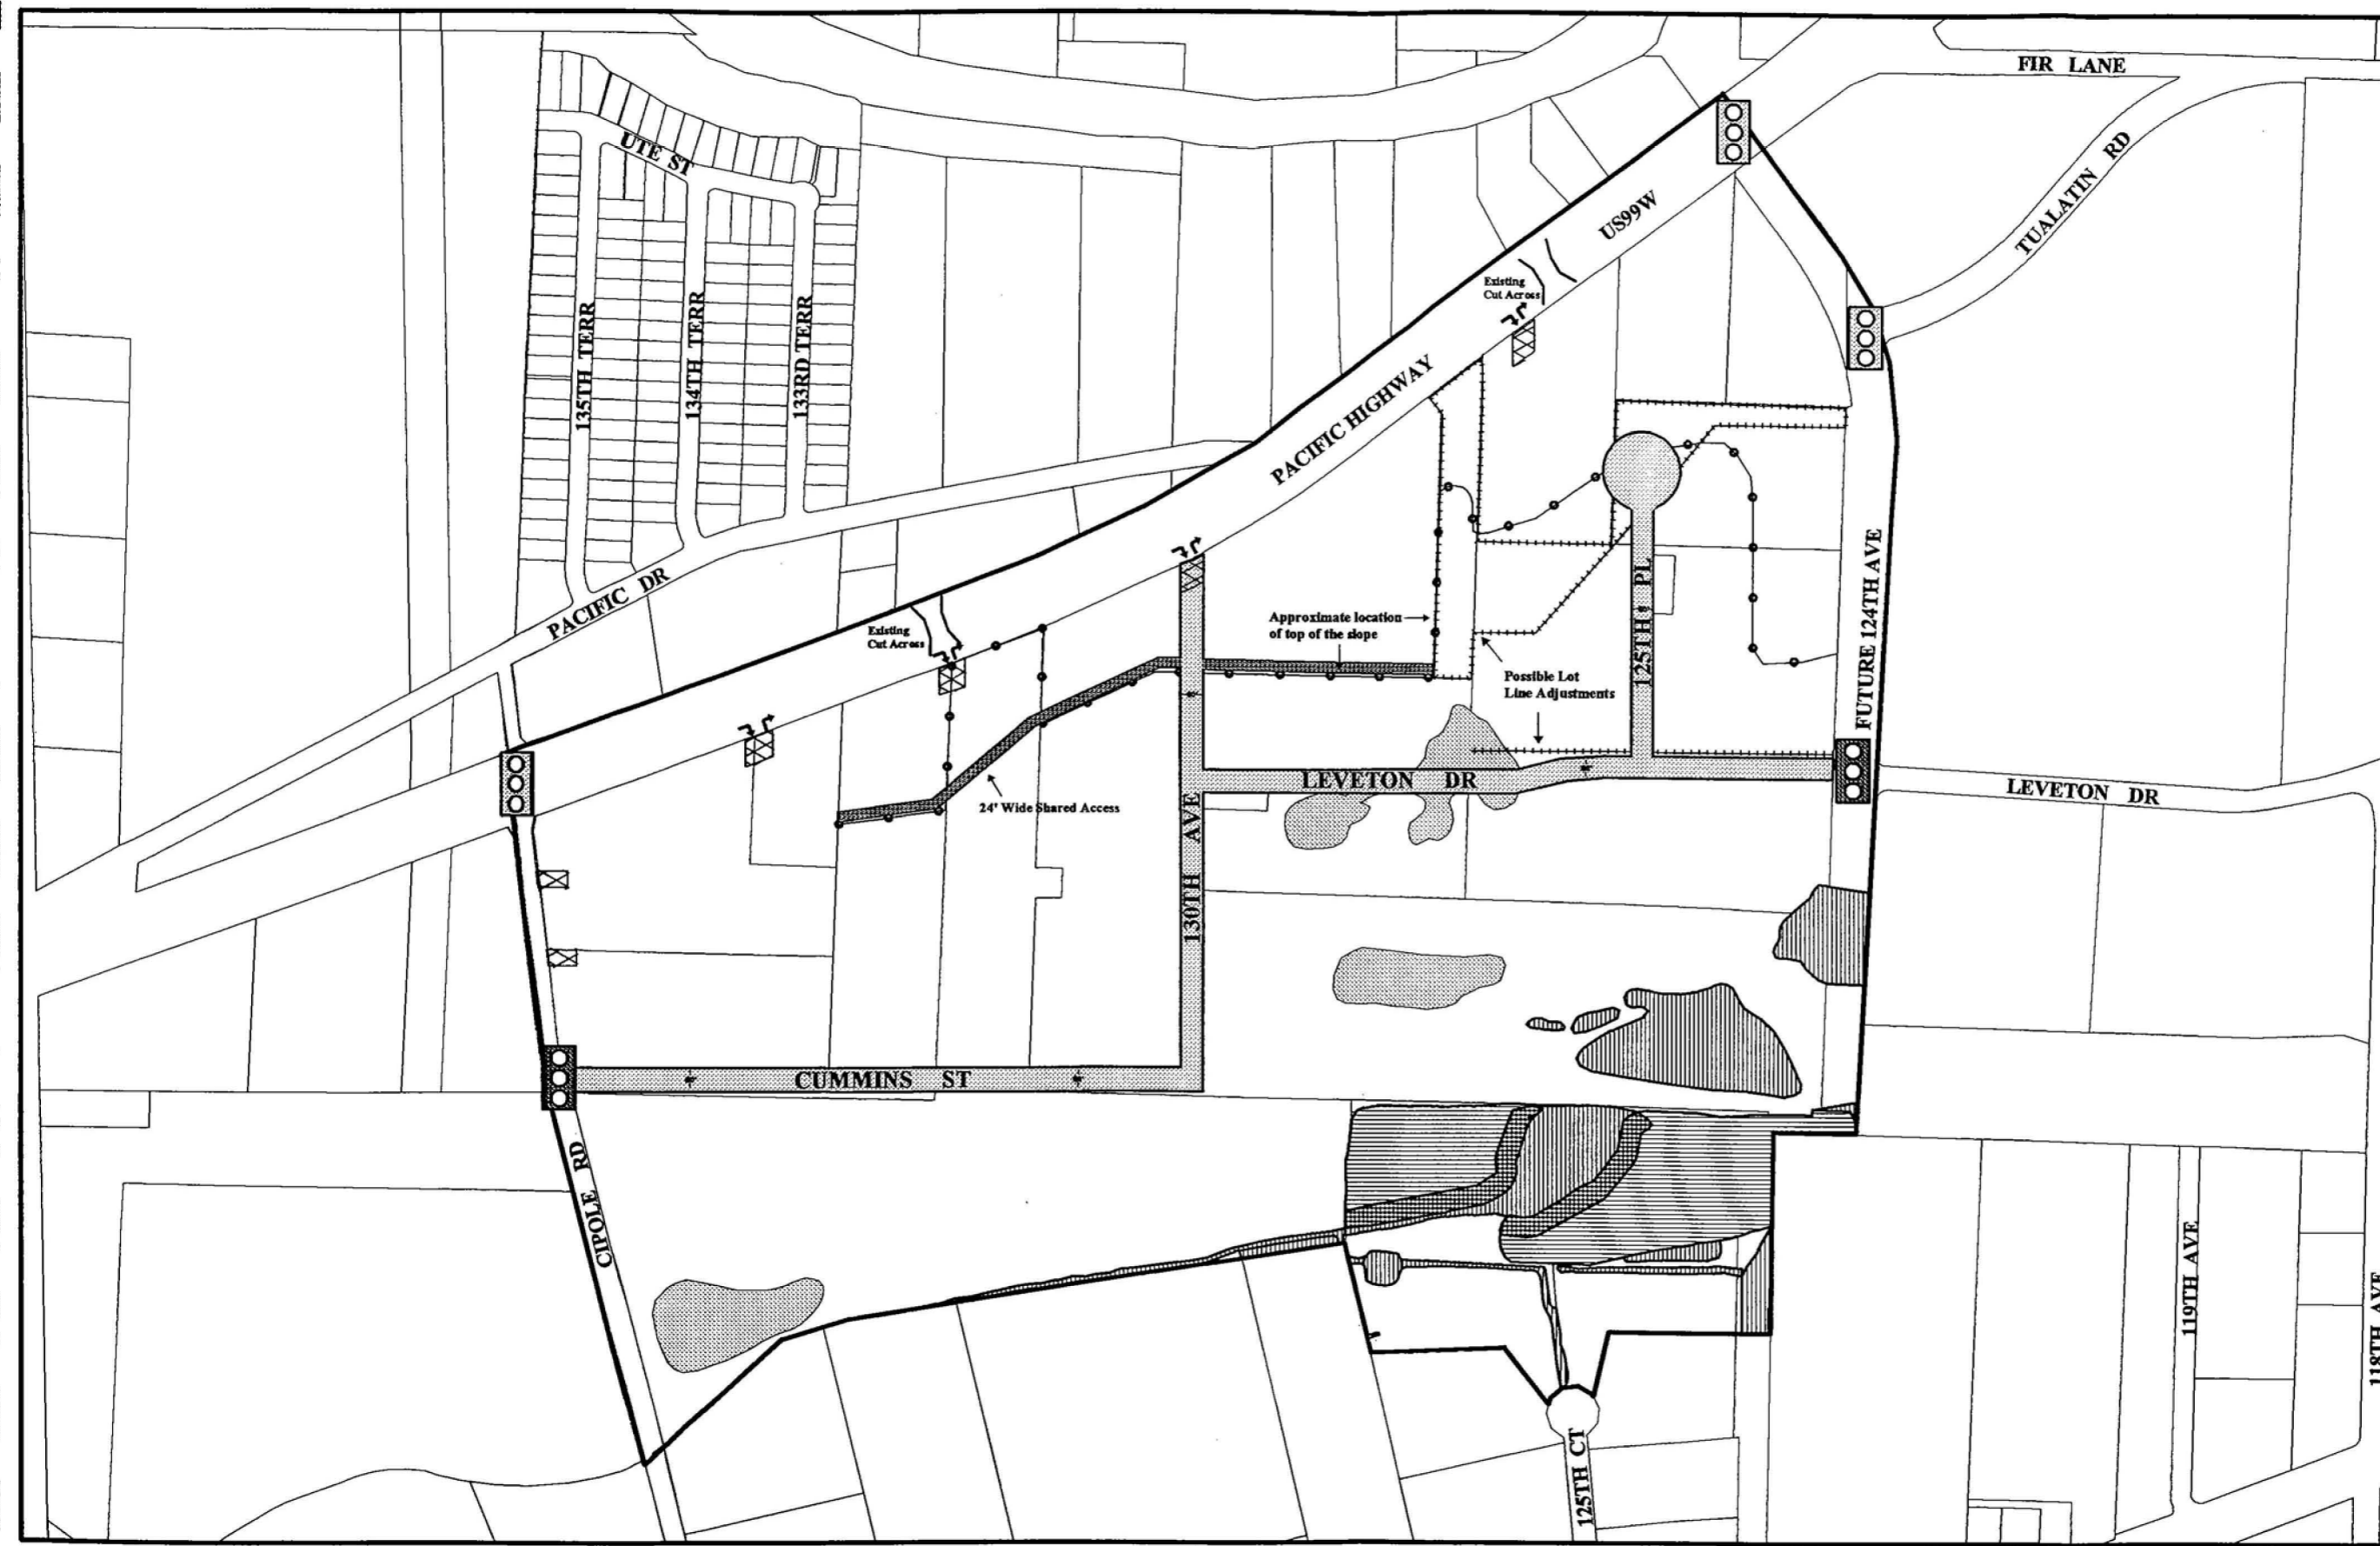 FIR LANE
UTE ST
TUALATIN RD
US99W
Existing
Cut Across
135TH TERR
134TH TERR
133RD TERR
PACIFIC HIGHWAY
PACIFIC DR
Existing
Cut Across
Approximate location
of top of the slope
125TH PL
FUTURE 124TH AVE
Possible Lot
Line Adjustments
LEVETON DR
LEVETON DR
24' Wide Shared Access
130TH AVE
CUMMINS ST
CIPOLE RD
119TH AVE
118TH AVE
125TH CT